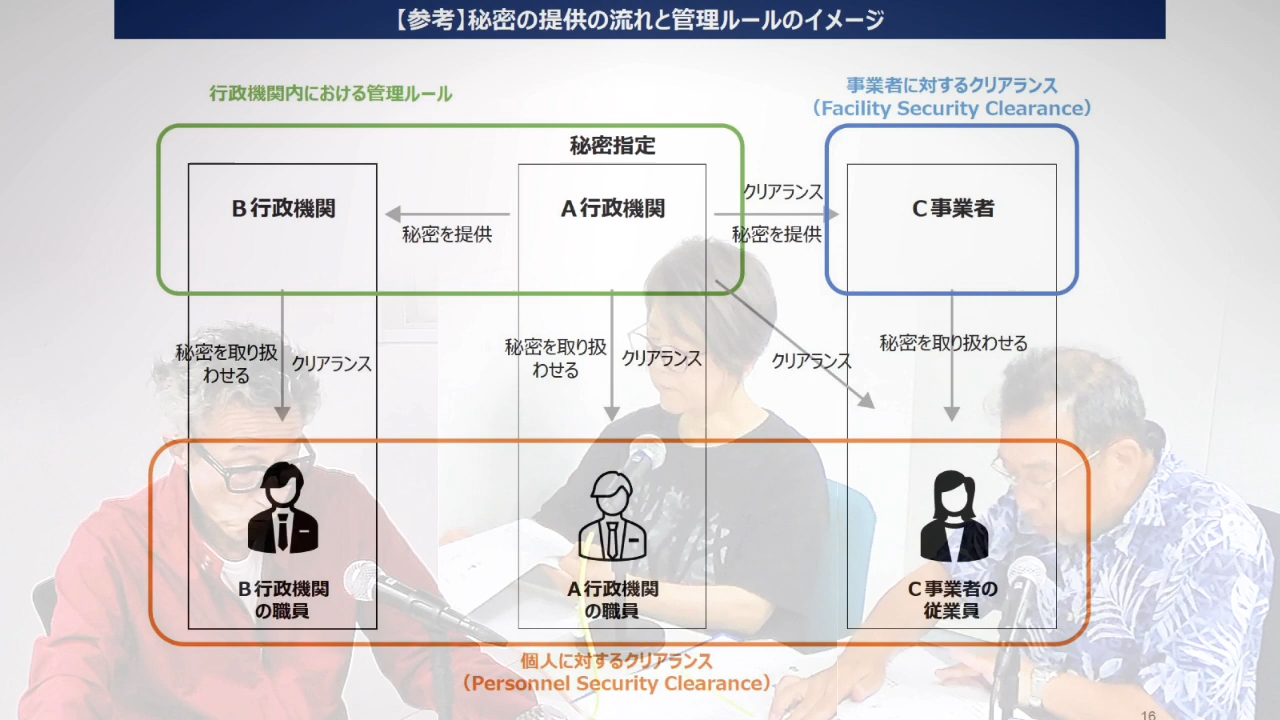 【参考】秘密の提供の流れと管理ルールのイメージ
行政機関内における管理ルール
事業者に対するクリアランス
（Facility Security Clearance）
秘密指定
B行政機関
A行政機関
C事業者
秘密を提供
クリアランス
秘密を提供
秘密を取り扱
わせる
クリアランス
秘密を取り扱
わせる
クリアランス
クリアランス
秘密を取り扱わせる
B行政機関
の職員
A行政機関
の職員
C事業者の
従業員
個人に対するクリアランス
（Personnel Security Clearance）
16